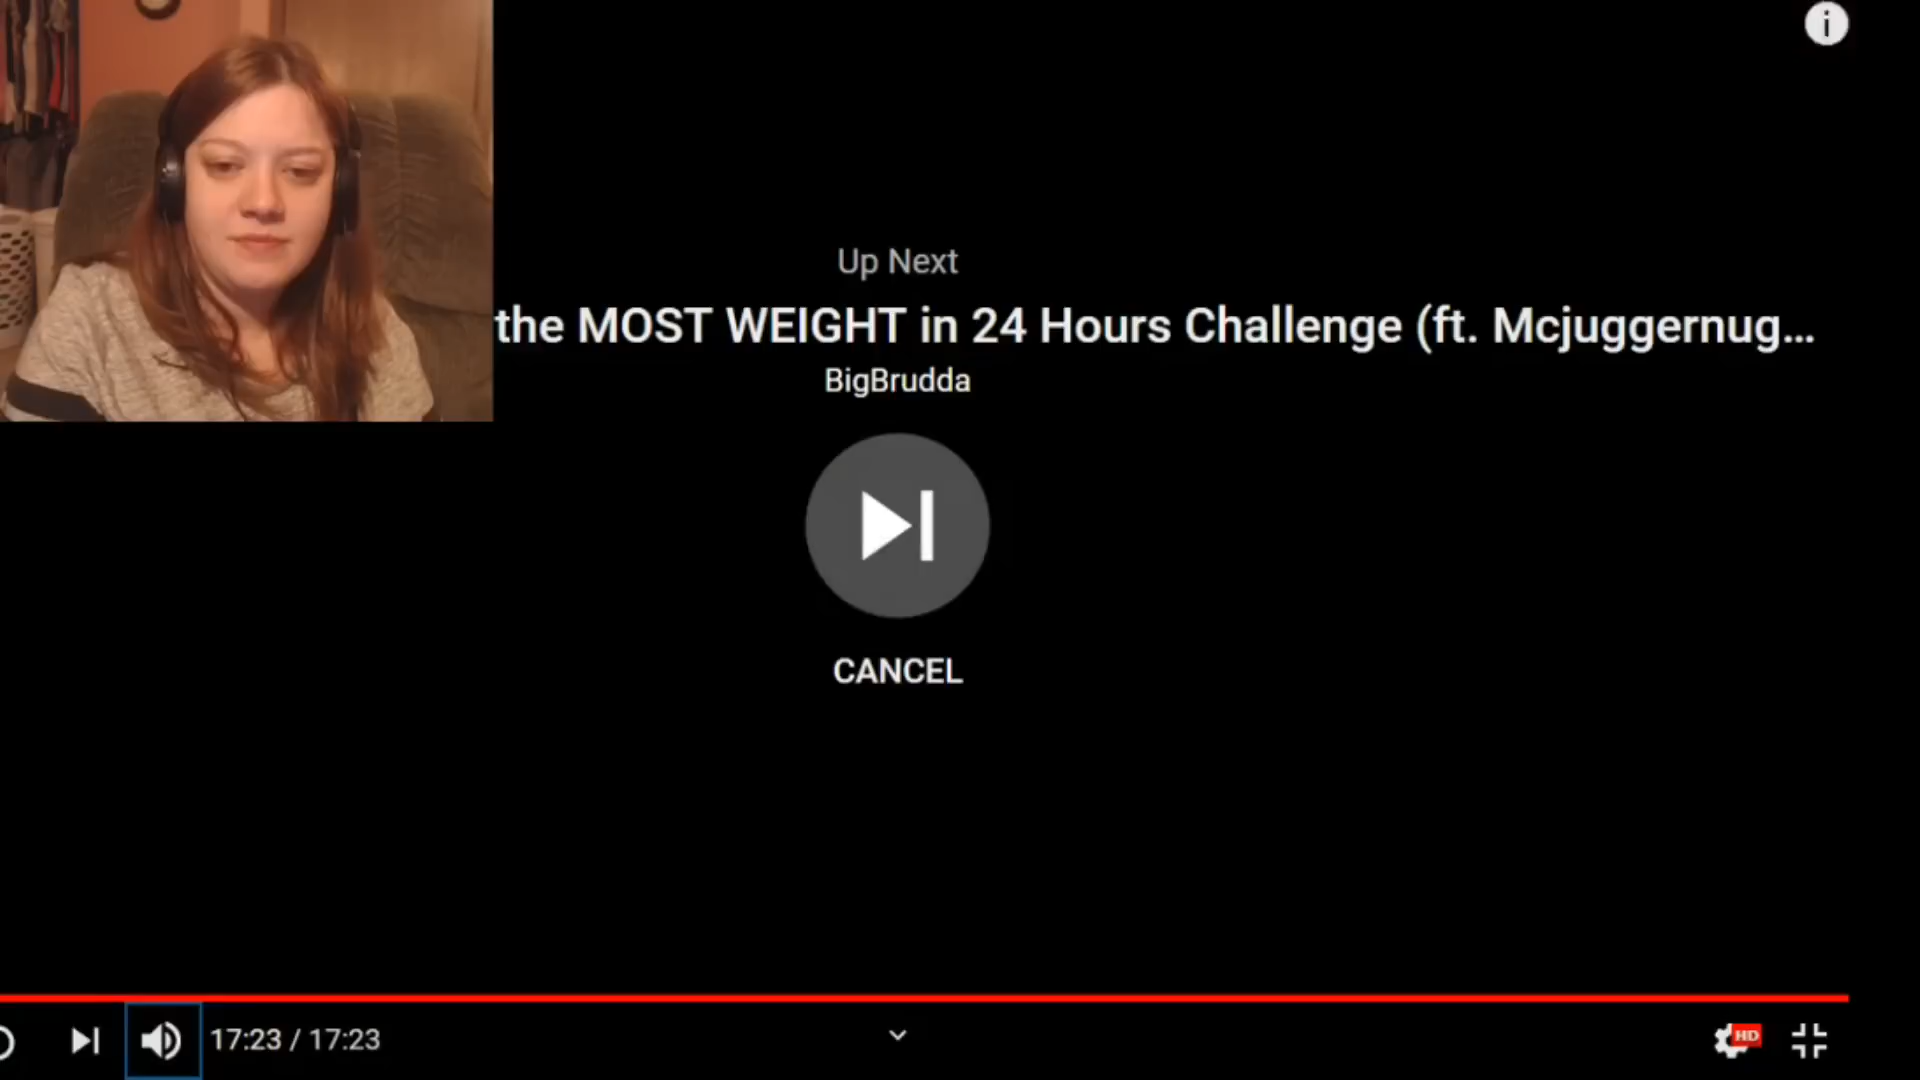 Up Next
the MOST WEIGHT in 24 Hours Challenge (ft. Mcjuggernug...
BigBrudda
CANCEL
17:23 / 17:23
HD